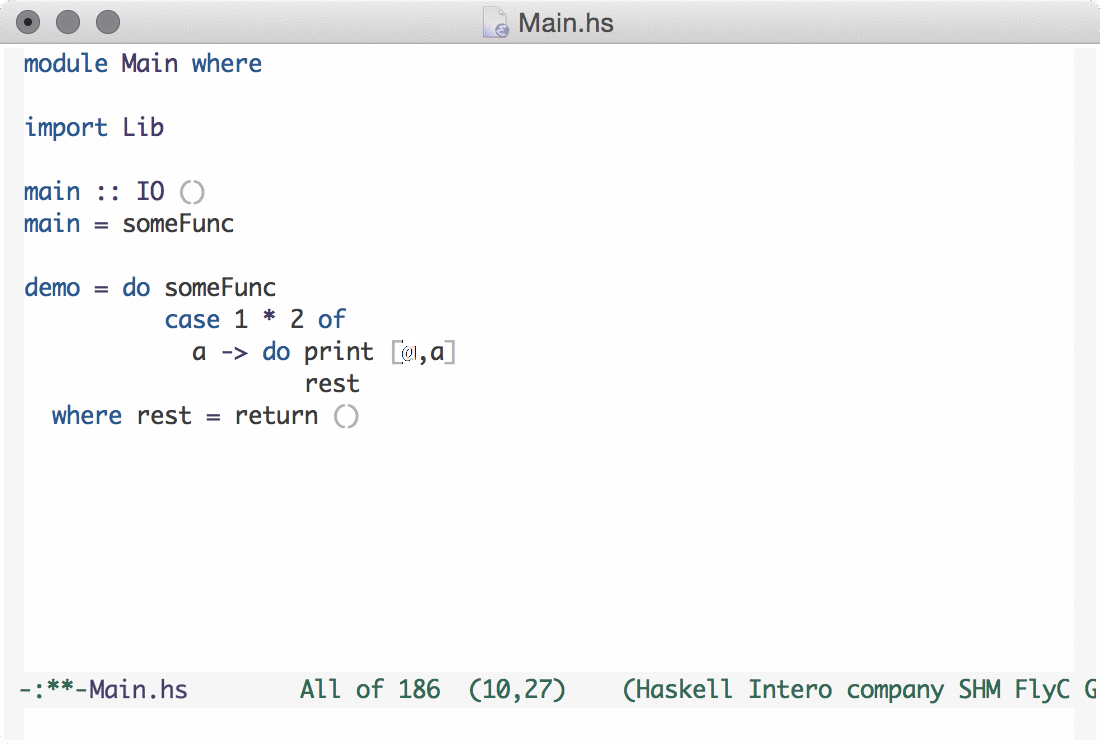 Main.hs
module Main where
import Lib
main :: IO ()
main = someFunc
demo = do someFunc
          case 1 * 2 of
            a -> do print [a,a]
                    rest
  where rest = return ()
-:**-Main.hs        All of 186  (10,27)    (Haskell Intero company SHM FlyC G